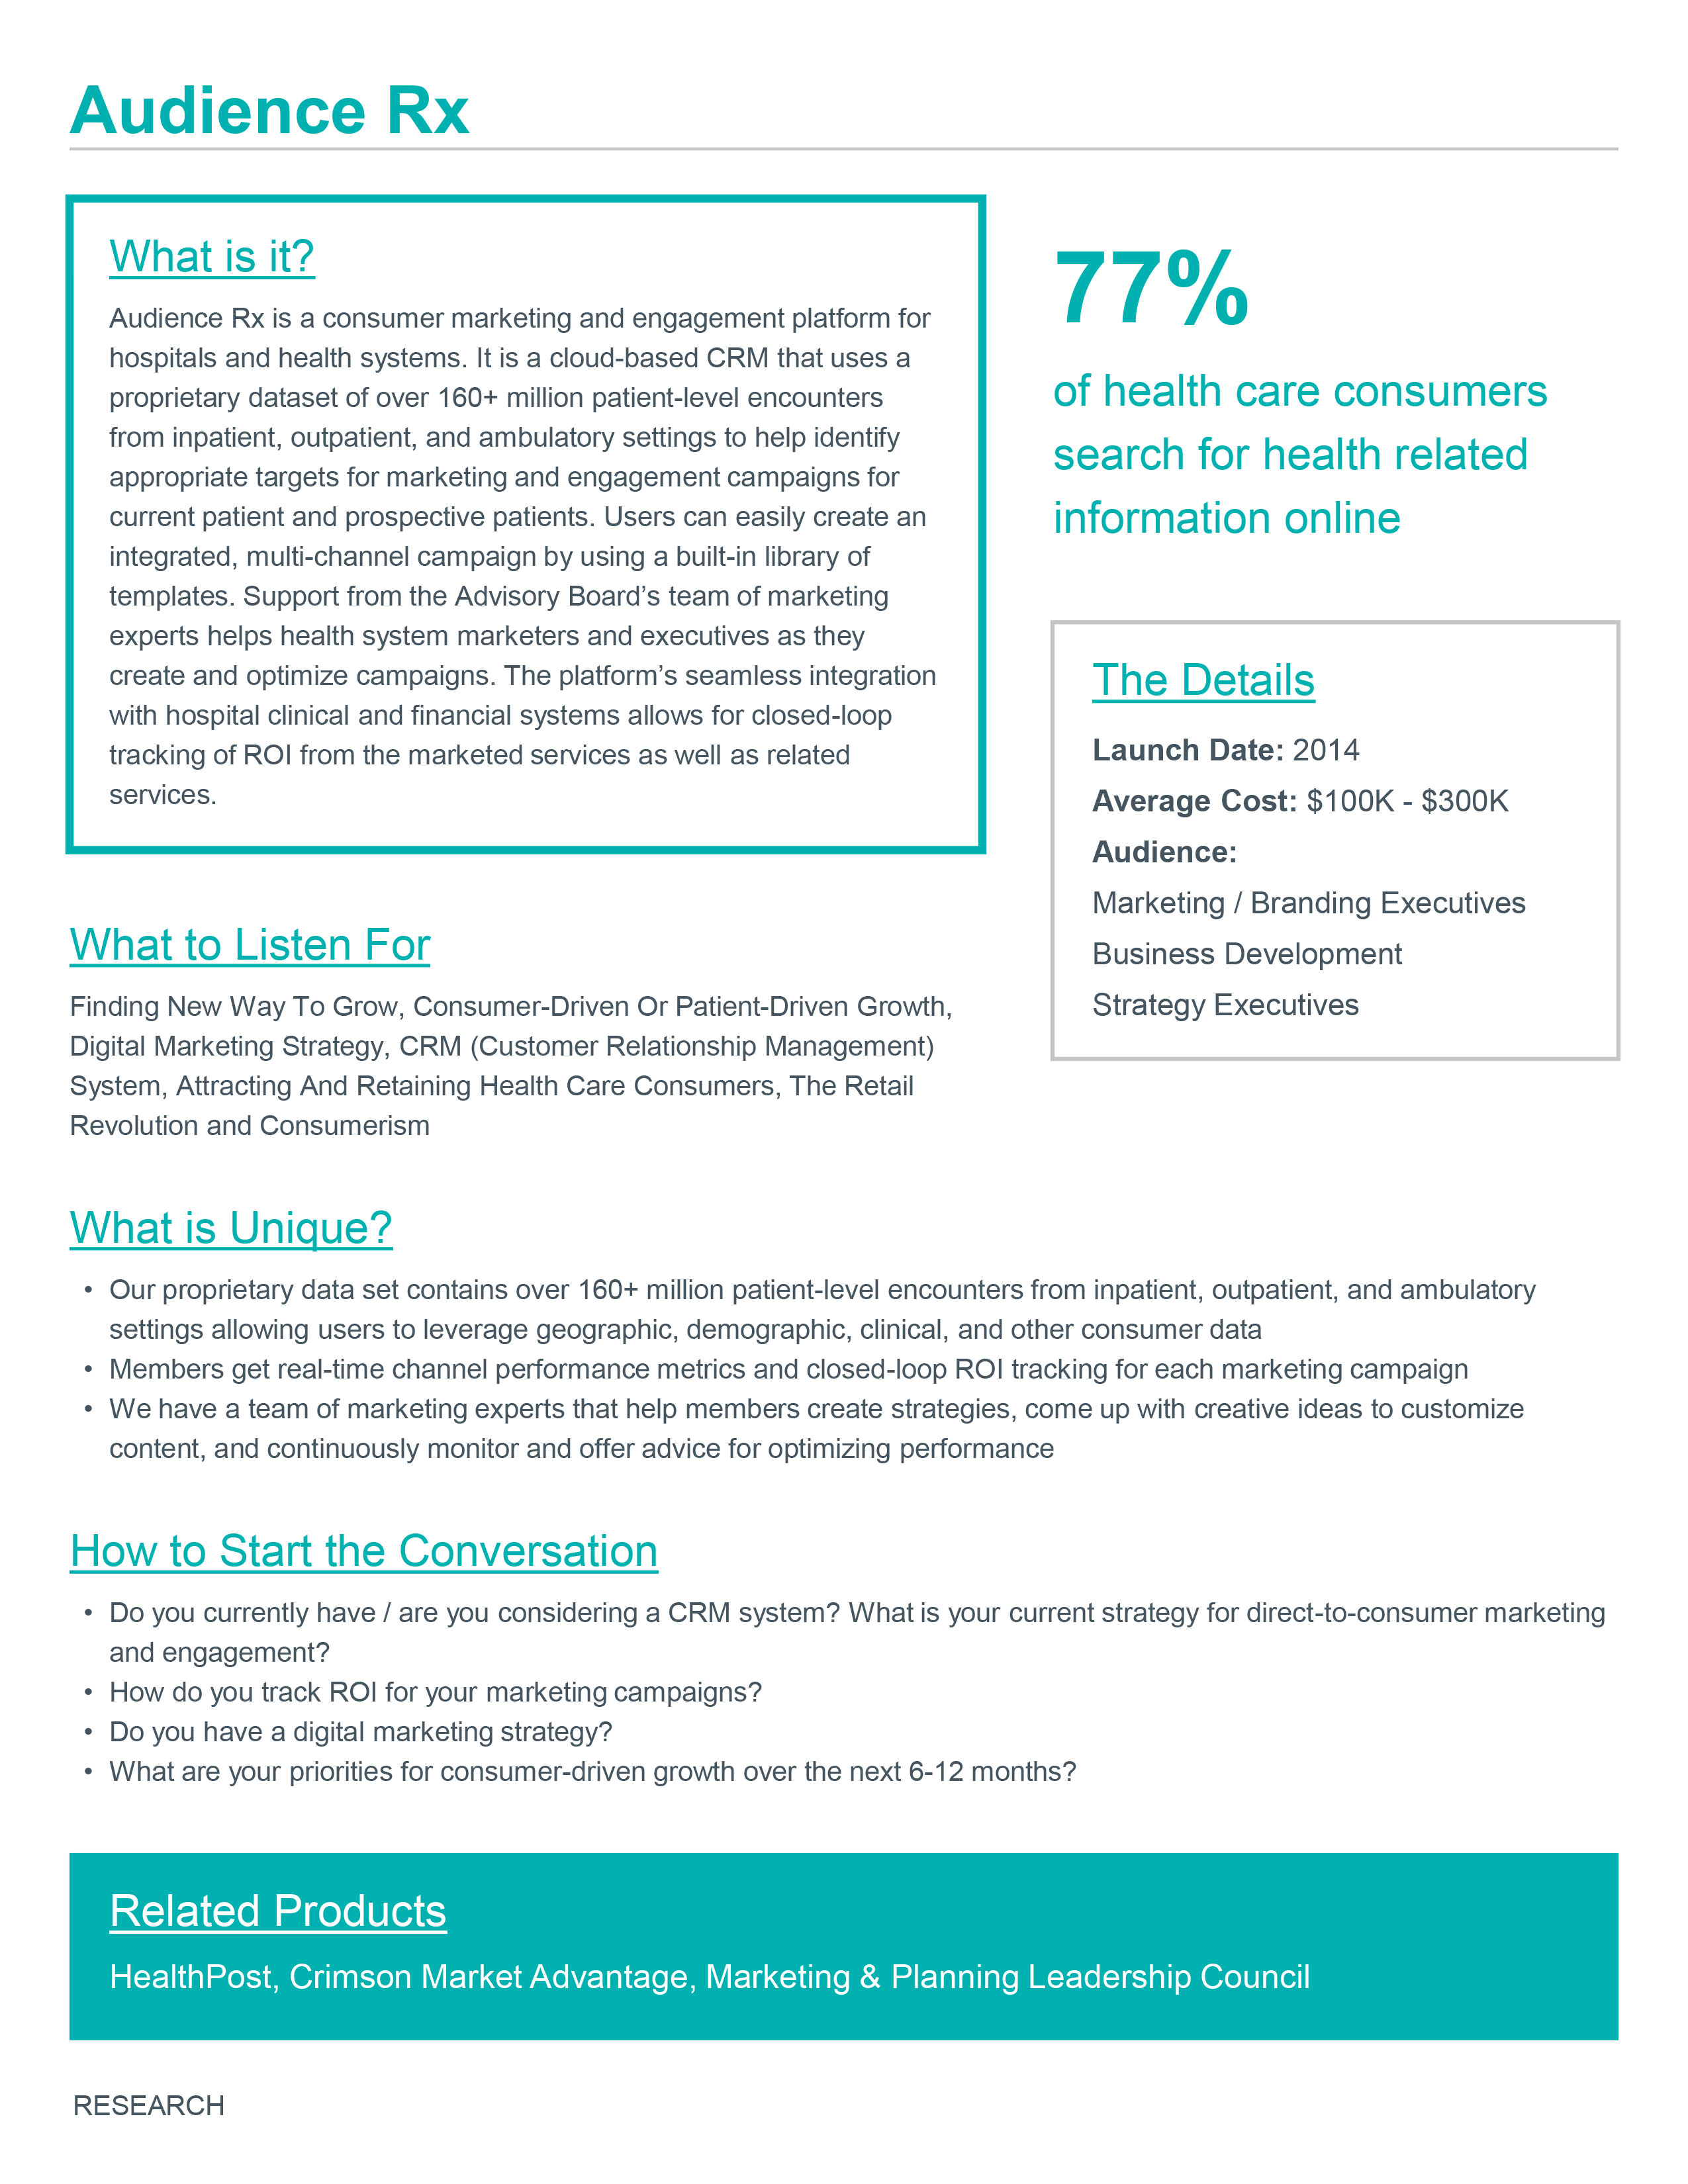 Audience Rx
What is it?
Audience Rx is a consumer marketing and engagement platform for
hospitals and health systems. It is a cloud-based CRM that uses a
proprietary dataset of over 160+ million patient-level encounters
from inpatient, outpatient, and ambulatory settings to help identify
appropriate targets for marketing and engagement campaigns for
current patient and prospective patients. Users can easily create an
integrated, multi-channel campaign by using a built-in library of
templates. Support from the Advisory Board’s team of marketing
experts helps health system marketers and executives as they
create and optimize campaigns. The platform’s seamless integration
with hospital clinical and financial systems allows for closed-loop
tracking of ROI from the marketed services as well as related
services.
77%
of health care consumers
search for health related
information online
The Details
Launch Date: 2014
Average Cost: $100K - $300K
Audience:
Marketing / Branding Executives
Business Development
Strategy Executives
What to Listen For
Finding New Way To Grow, Consumer-Driven Or Patient-Driven Growth,
Digital Marketing Strategy, CRM (Customer Relationship Management)
System, Attracting And Retaining Health Care Consumers, The Retail
Revolution and Consumerism
What is Unique?
• Our proprietary data set contains over 160+ million patient-level encounters from inpatient, outpatient, and ambulatory
settings allowing users to leverage geographic, demographic, clinical, and other consumer data
• Members get real-time channel performance metrics and closed-loop ROI tracking for each marketing campaign
• We have a team of marketing experts that help members create strategies, come up with creative ideas to customize
content, and continuously monitor and offer advice for optimizing performance
How to Start the Conversation
• Do you currently have / are you considering a CRM system? What is your current strategy for direct-to-consumer marketing
and engagement?
• How do you track ROI for your marketing campaigns?
• Do you have a digital marketing strategy?
• What are your priorities for consumer-driven growth over the next 6-12 months?
Related Products
HealthPost, Crimson Market Advantage, Marketing & Planning Leadership Council
RESEARCH